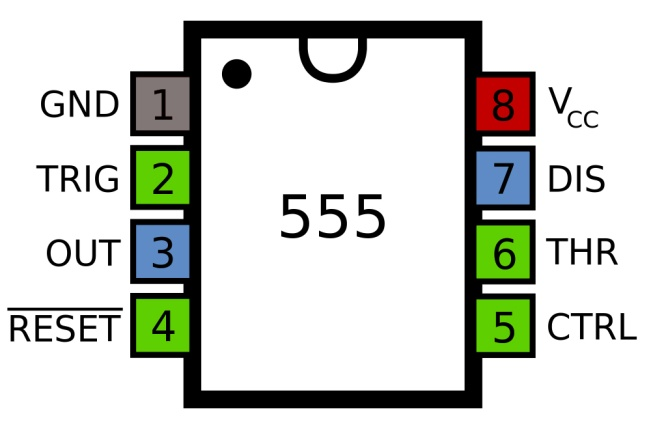 GND 1 8 VCC
TRIG 2 7 DIS
555
OUT 3 6 THR
RESET 4 5 CTRL